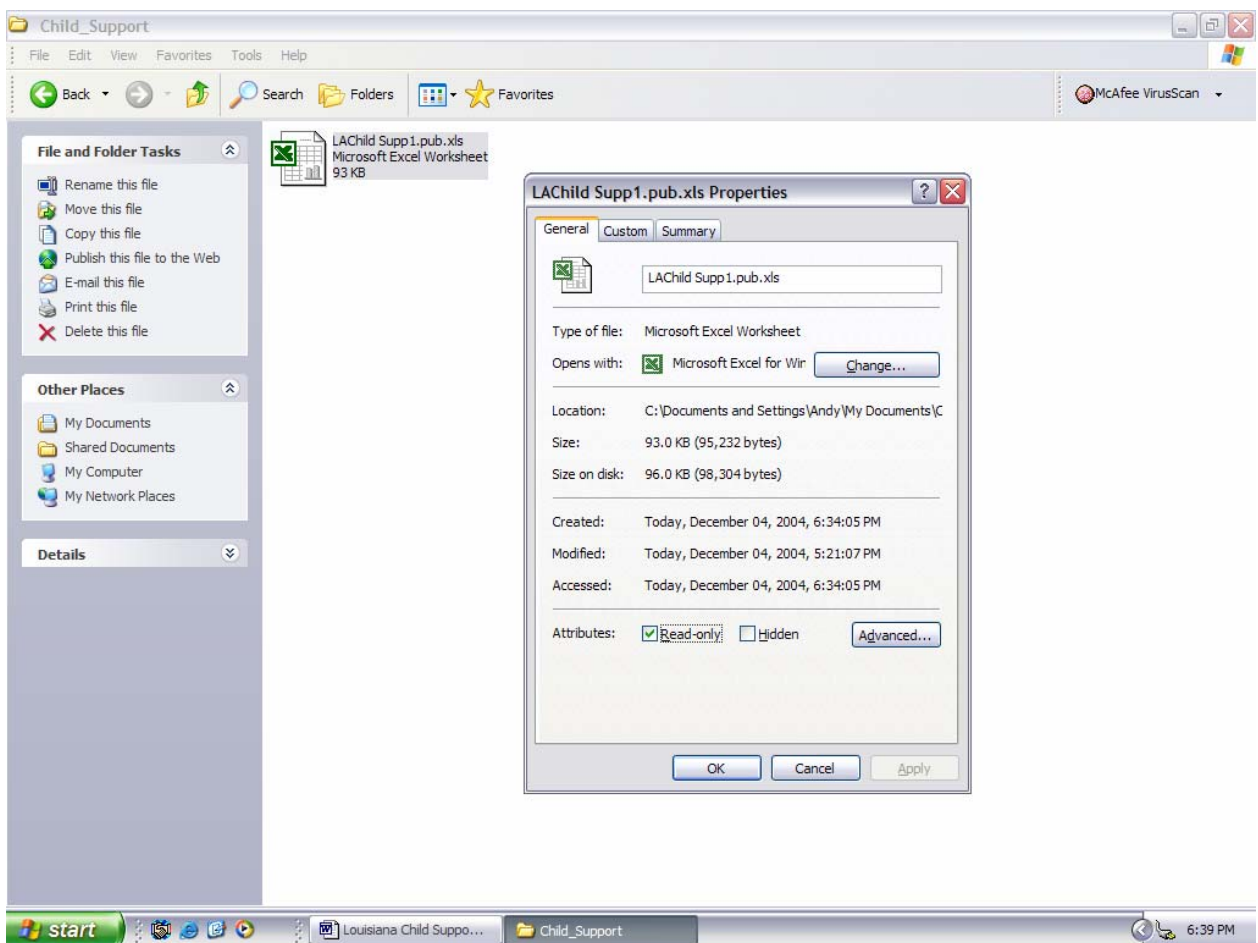 Child_Support
File Edit View Favorites Tools Help
Back Search Folders Favorites McAfee VirusScan
File and Folder Tasks
Rename this file
Move this file
Copy this file
Publish this file to the Web
E-mail this file
Print this file
Delete this file
Other Places
My Documents
Shared Documents
My Computer
My Network Places
Details
LAChild Supp1.pub.xls
Microsoft Excel Worksheet
93 KB
LAChild Supp1.pub.xls Properties
General Custom Summary
LAChild Supp1.pub.xls
Type of file: Microsoft Excel Worksheet
Opens with: Microsoft Excel for Wir Change...
Location: C:\Documents and Settings\Andy\My Documents\C
Size: 93.0 KB (95,232 bytes)
Size on disk: 96.0 KB (98,304 bytes)
Created: Today, December 04, 2004, 6:34:05 PM
Modified: Today, December 04, 2004, 5:21:07 PM
Accessed: Today, December 04, 2004, 6:34:05 PM
Attributes: Read-only Hidden Advanced...
OK Cancel Apply
start Louisiana Child Suppo... Child_Support 6:39 PM